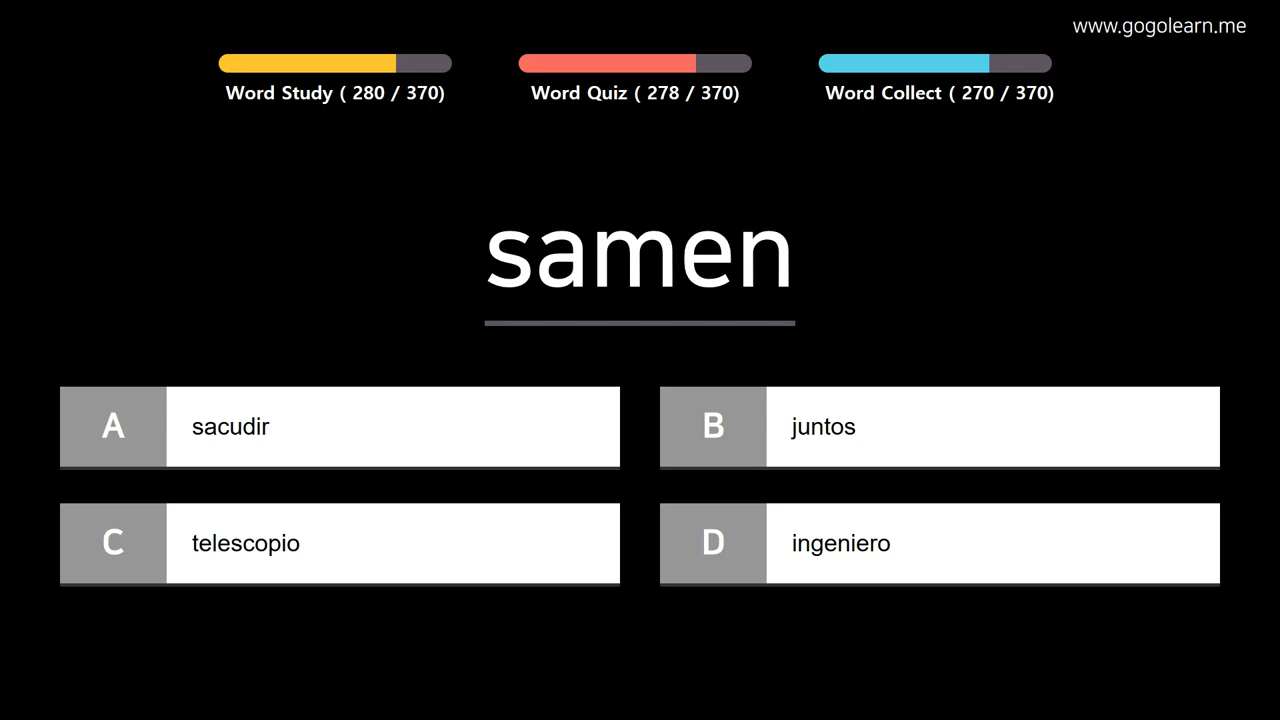 www.gogolearn.me
Word Study ( 280 / 370)
Word Quiz ( 278 / 370)
Word Collect ( 270 / 370)
samen
A
sacudir
B
juntos
C
telescopio
D
ingeniero